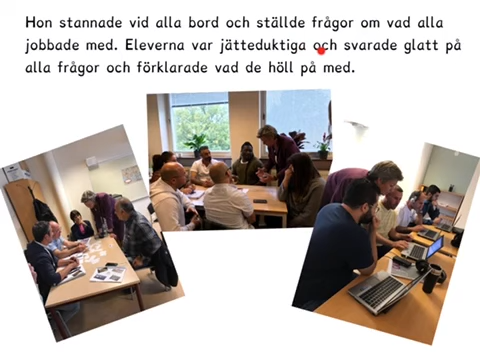 Hon stannade vid alla bord och ställde frågor om vad alla
jobbade med. Eleverna var jätteduktiga och svarade glatt på
alla frågor och förklarade vad de höll på med.